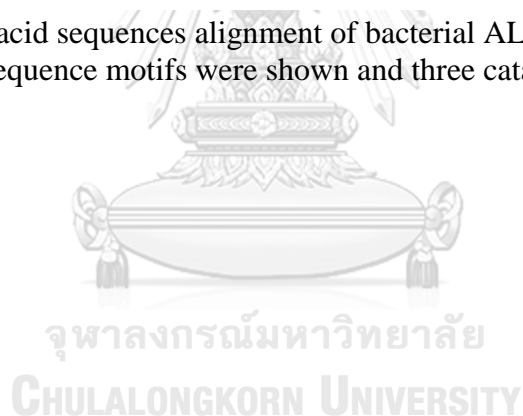 acid sequences alignment of bacterial AL
equence motifs were shown and three cata
จุฬาลงกรณ์มหาวิทยาลัย
CHULALONGKORN UNIVERSITY